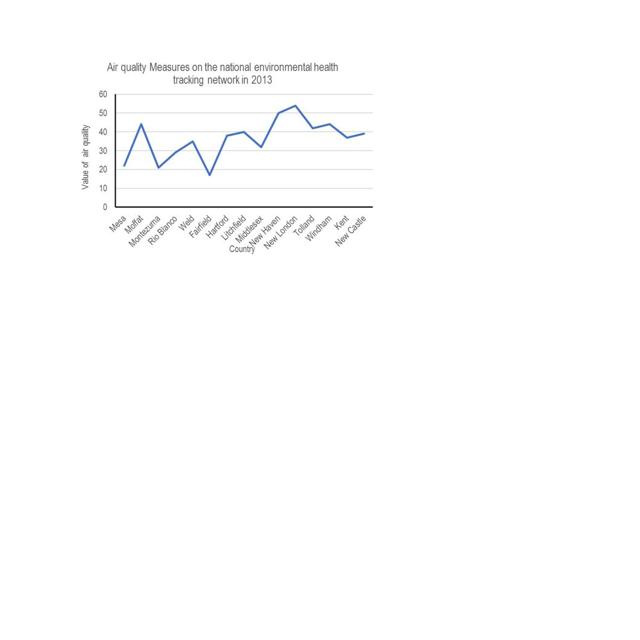 Air quality Measures on the national environmental health
tracking network in 2013
60
50
40
30
20
10
0
Value of air quality
Mesa
Moffat
Montezuma
Rio Blanco
Weld
Fairfield
Hartford
Litchfield
Middlesex
New Haven
New London
Tolland
Windham
Kent
New Castle
Country